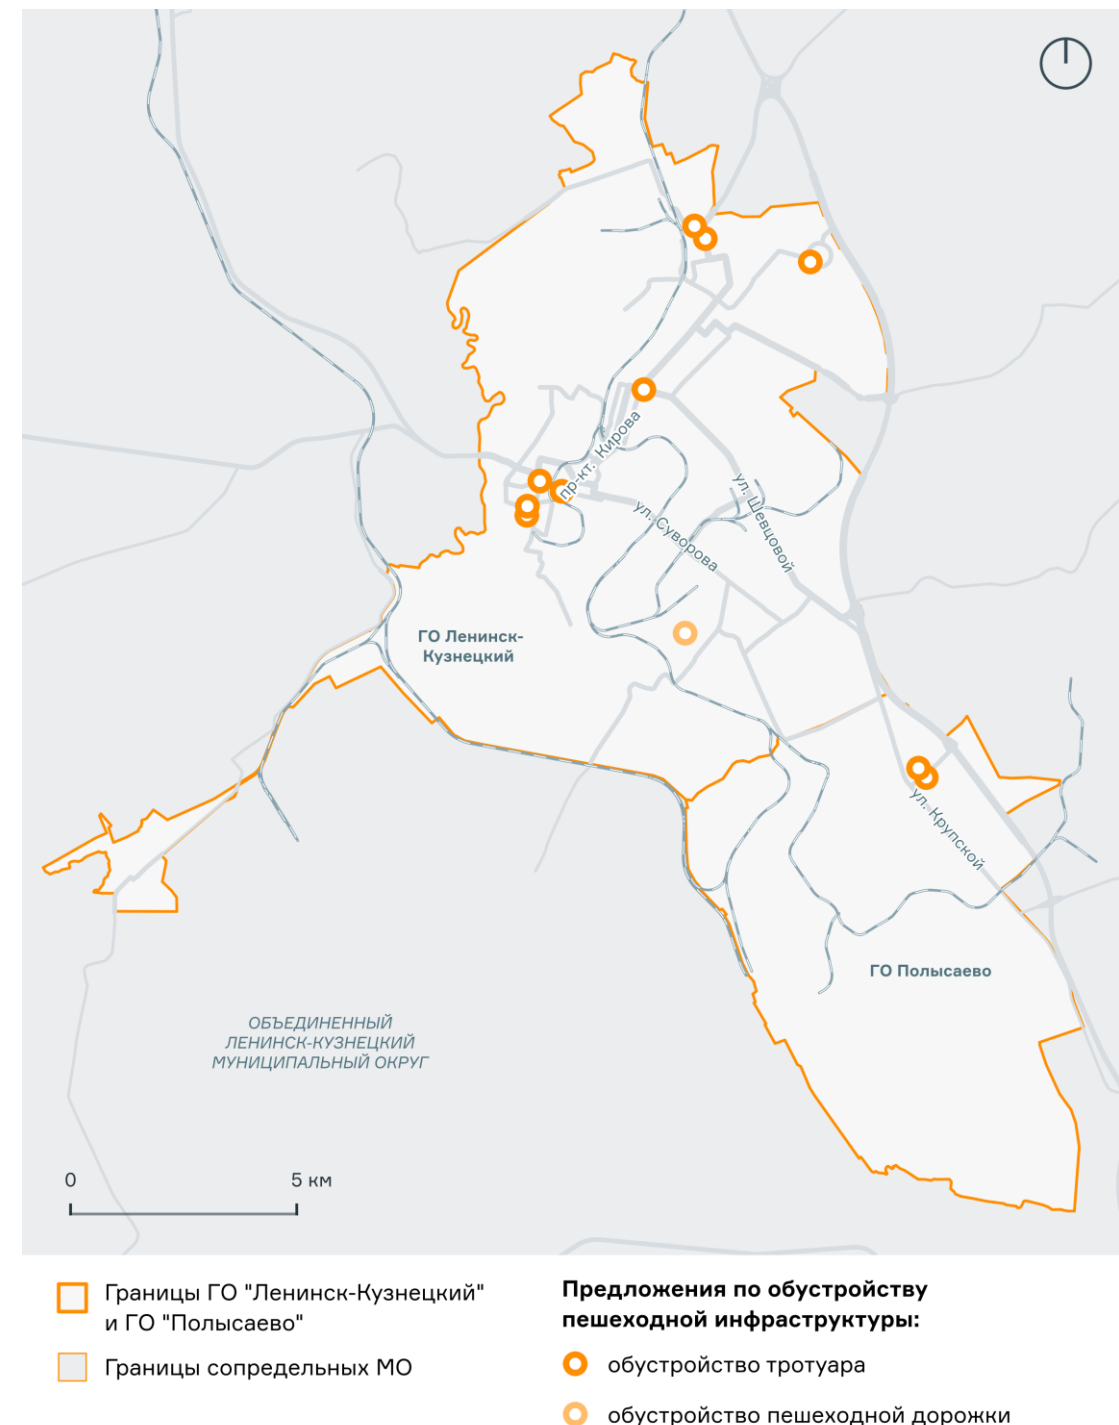 пр-кт. Кирова
ул. Суворова
ул. Шевцовой
ГО Ленинск-
Кузнецкий
ул. Крупской
ГО Полысаево
ОБЪЕДИНЕННЫЙ
ЛЕНИНСК-КУЗНЕЦКИЙ
МУНИЦИПАЛЬНЫЙ ОКРУГ
0 5 км
Границы ГО "Ленинск-Кузнецкий"
и ГО "Полысаево"
Границы сопредельных МО
Предложения по обустройству
пешеходной инфраструктуры:
обустройство тротуара
обустройство пешеходной дорожки